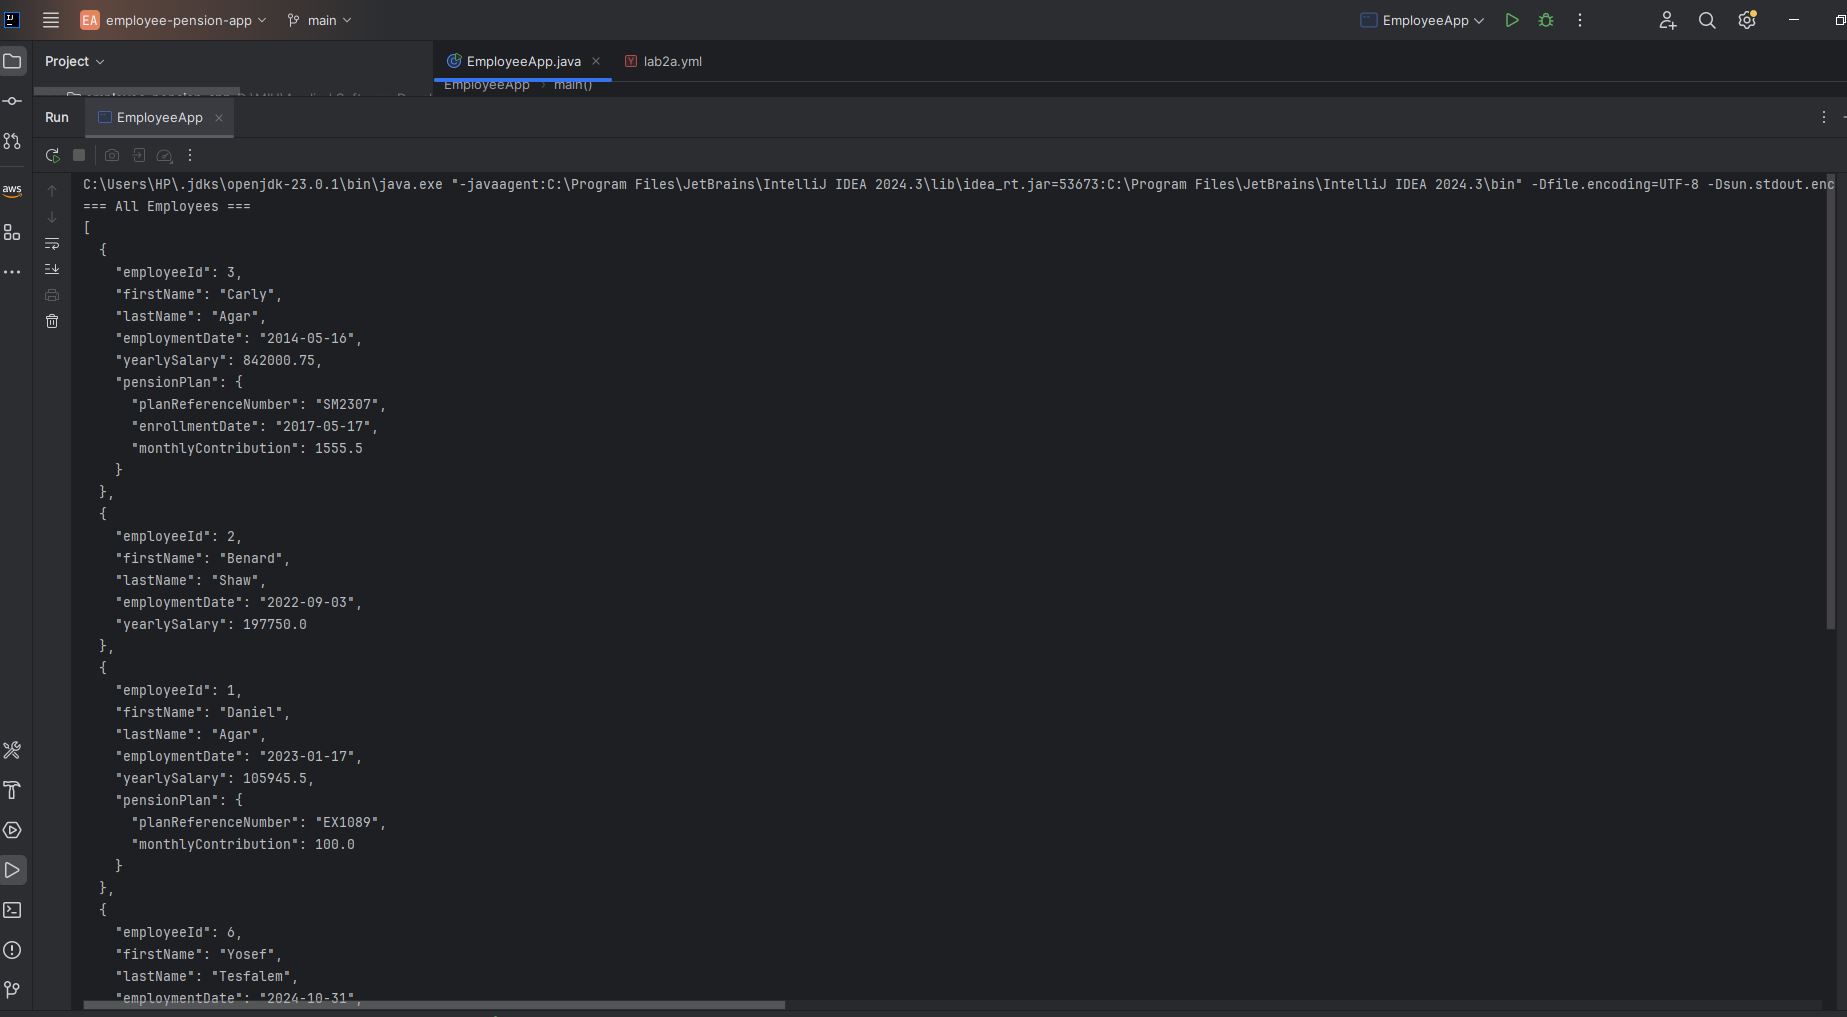 EA employee-pension-app main EmployeeApp
Project EmployeeApp.java lab2a.yml
EmployeeApp main()
Run EmployeeApp
aws
C:\Users\HP\.jdks\openjdk-23.0.1\bin\java.exe "-javaagent:C:\Program Files\JetBrains\IntelliJ IDEA 2024.3\lib\idea_rt.jar=53673:C:\Program Files\JetBrains\IntelliJ IDEA 2024.3\bin" -Dfile.encoding=UTF-8 -Dsun.stdout.enc
=== All Employees ===
[
  {
    "employeeId": 3,
    "firstName": "Carly",
    "lastName": "Agar",
    "employmentDate": "2014-05-16",
    "yearlySalary": 842000.75,
    "pensionPlan": {
      "planReferenceNumber": "SM2307",
      "enrollmentDate": "2017-05-17",
      "monthlyContribution": 1555.5
    }
  },
  {
    "employeeId": 2,
    "firstName": "Benard",
    "lastName": "Shaw",
    "employmentDate": "2022-09-03",
    "yearlySalary": 197750.0
  },
  {
    "employeeId": 1,
    "firstName": "Daniel",
    "lastName": "Agar",
    "employmentDate": "2023-01-17",
    "yearlySalary": 105945.5,
    "pensionPlan": {
      "planReferenceNumber": "EX1089",
      "monthlyContribution": 100.0
    }
  },
  {
    "employeeId": 6,
    "firstName": "Yosef",
    "lastName": "Tesfalem",
    "employmentDate": "2024-10-31",